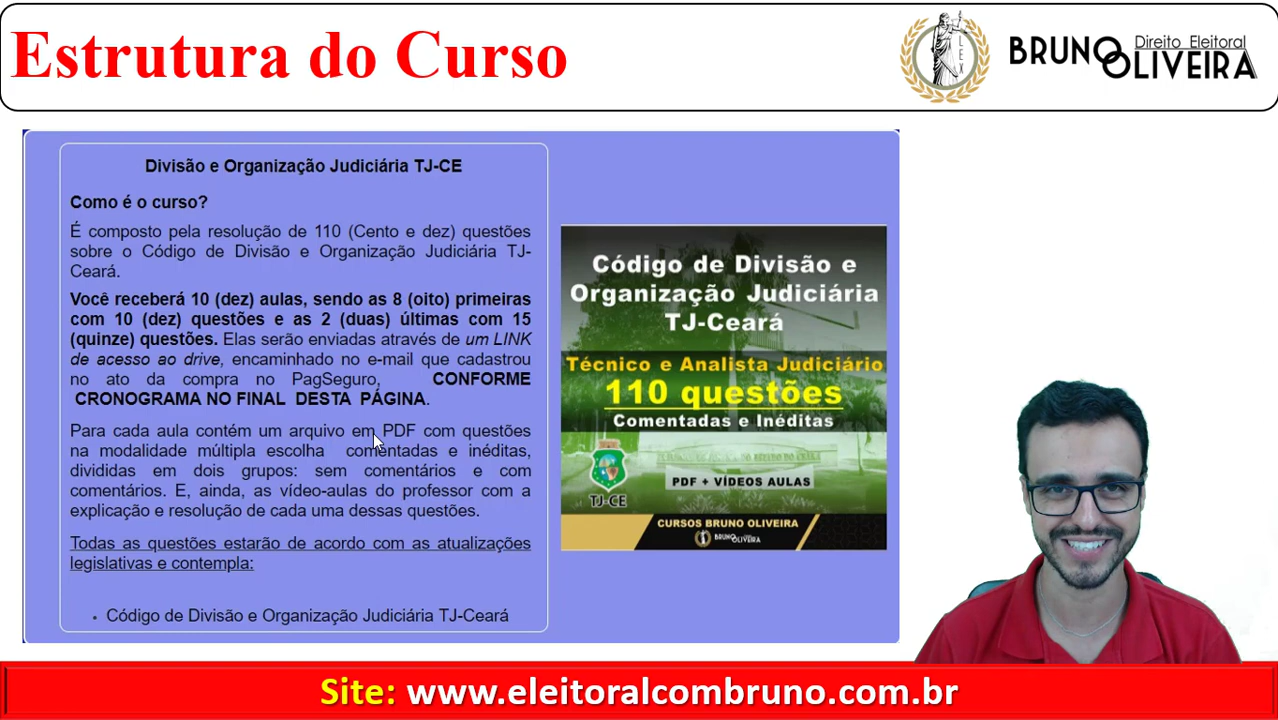 Estrutura do Curso
LEX
BRUNO OLIVEIRA
Direito Eleitoral
Divisão e Organização Judiciária TJ-CE
Como é o curso?
É composto pela resolução de 110 (Cento e dez) questões
sobre o Código de Divisão e Organização Judiciária TJ-
Ceará.
Você receberá 10 (dez) aulas, sendo as 8 (oito) primeiras
com 10 (dez) questões e as 2 (duas) últimas com 15
(quinze) questões. Elas serão enviadas através de um LINK
de acesso ao drive, encaminhado no e-mail que cadastrou
no ato da compra no PagSeguro, CONFORME
CRONOGRAMA NO FINAL DESTA PÁGINA.
Para cada aula contém um arquivo em PDF com questões
na modalidade múltipla escolha comentadas e inéditas,
divididas em dois grupos: sem comentários e com
comentários. E, ainda, as vídeo-aulas do professor com a
explicação e resolução de cada uma dessas questões.
Todas as questões estarão de acordo com as atualizações
legislativas e contempla:
• Código de Divisão e Organização Judiciária TJ-Ceará
Código de Divisão e
Organização Judiciária
TJ-Ceará
Técnico e Analista Judiciário
110 questões
Comentadas e Inéditas
TJ-CE
PDF + VÍDEOS AULAS
CURSOS BRUNO OLIVEIRA
BRUNO OLIVEIRA
Site: www.eleitoralcombruno.com.br